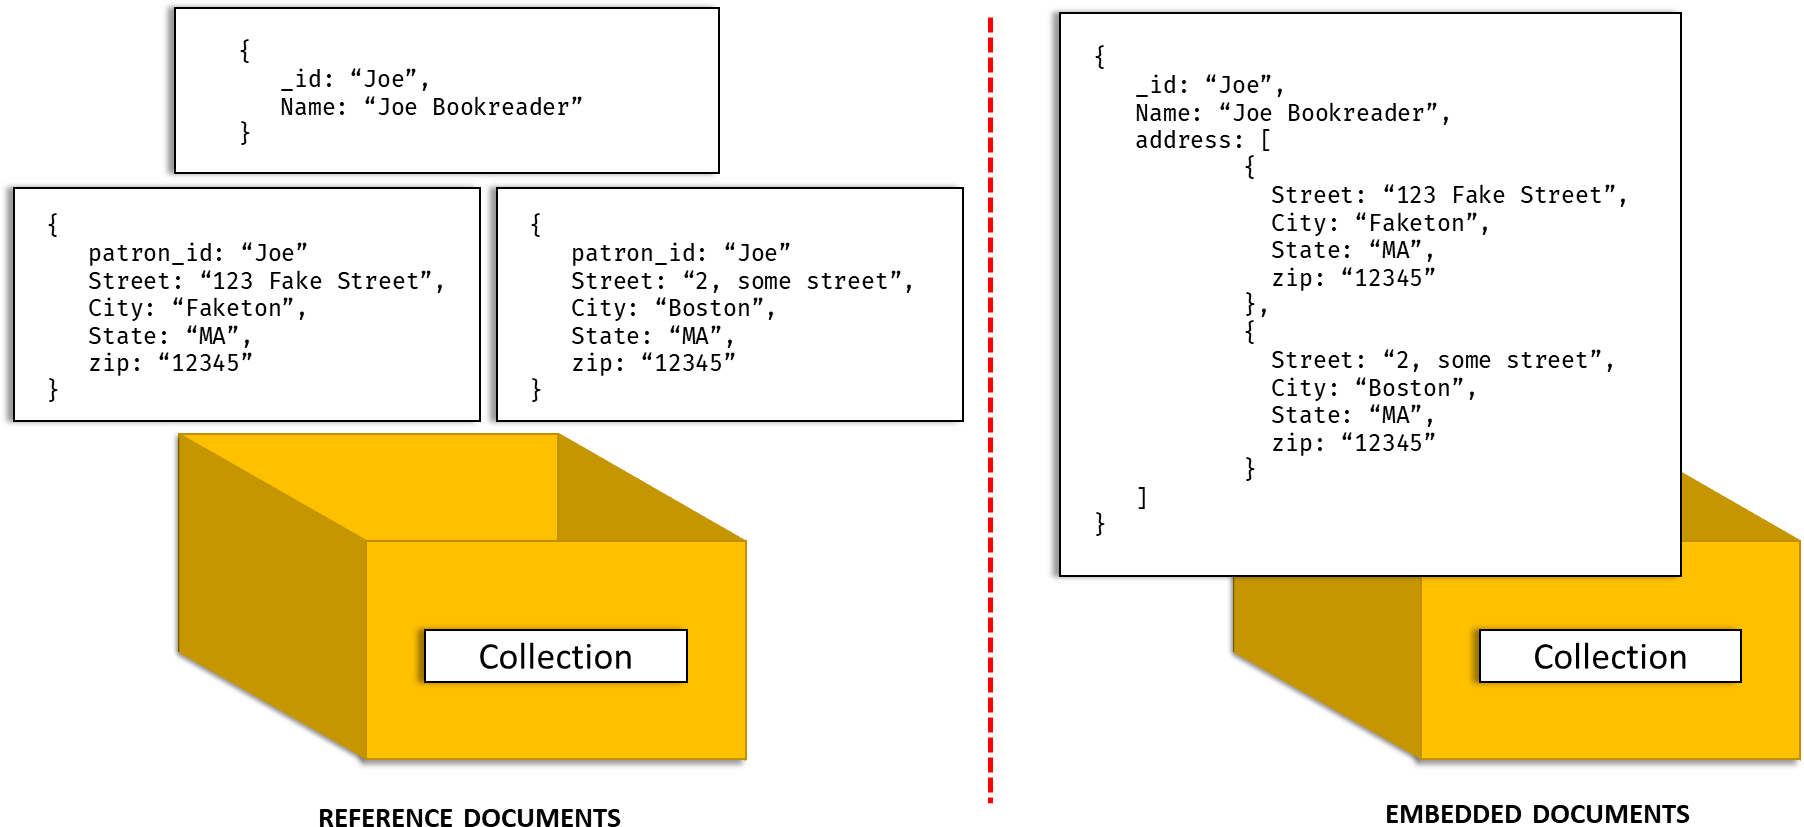 {
_id: “Joe”,
Name: “Joe Bookreader”
}
{
patron_id: “Joe”
Street: “123 Fake Street”,
City: “Faketon”,
State: “MA”,
zip: “12345”
}
{
patron_id: “Joe”
Street: “2, some street”,
City: “Boston”,
State: “MA”,
zip: “12345”
}
Collection
REFERENCE DOCUMENTS
{
_id: “Joe”,
Name: “Joe Bookreader”,
address: [
{
Street: “123 Fake Street”,
City: “Faketon”,
State: “MA”,
zip: “12345”
},
{
Street: “2, some street”,
City: “Boston”,
State: “MA”,
zip: “12345”
}
]
}
Collection
EMBEDDED DOCUMENTS